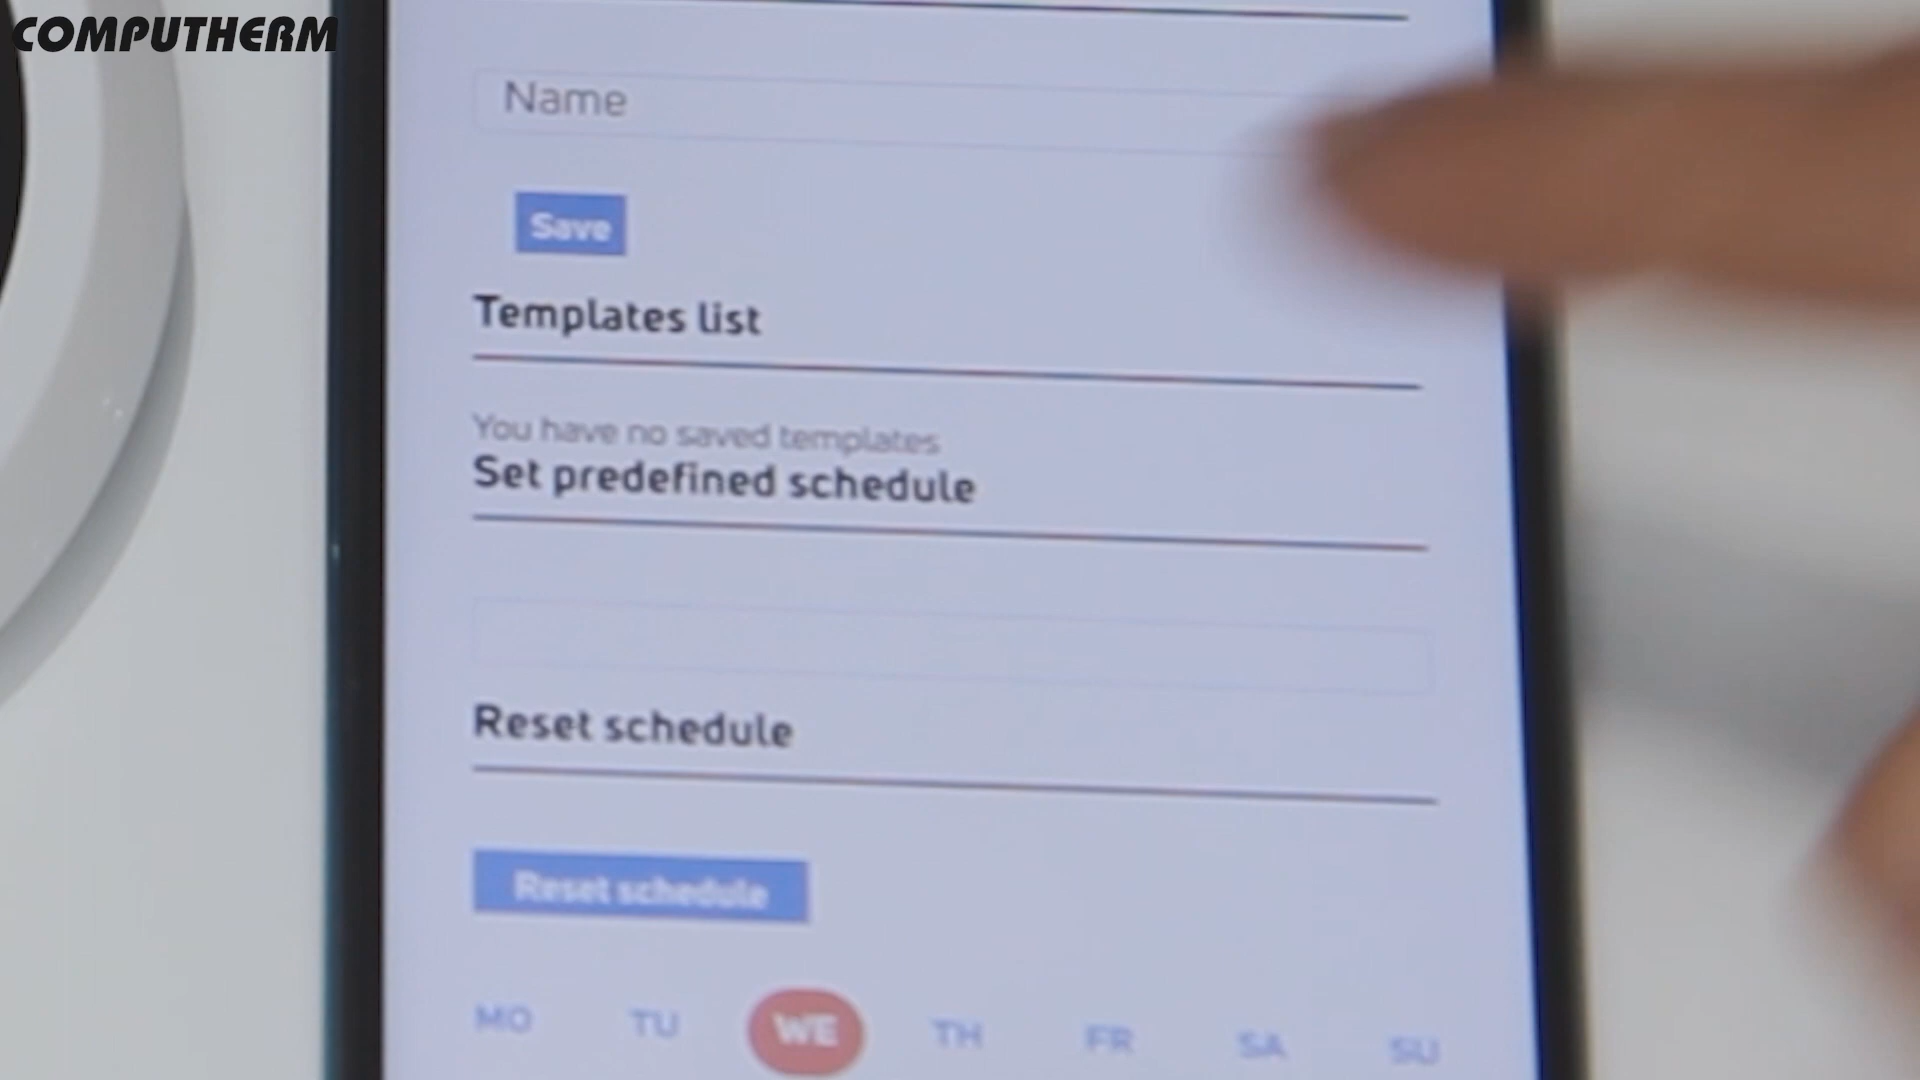 COMPUTHERM
Name
Save
Templates list
You have no saved templates
Set predefined schedule
Reset schedule
Reset schedule
MO TU WE TH FR SA SU